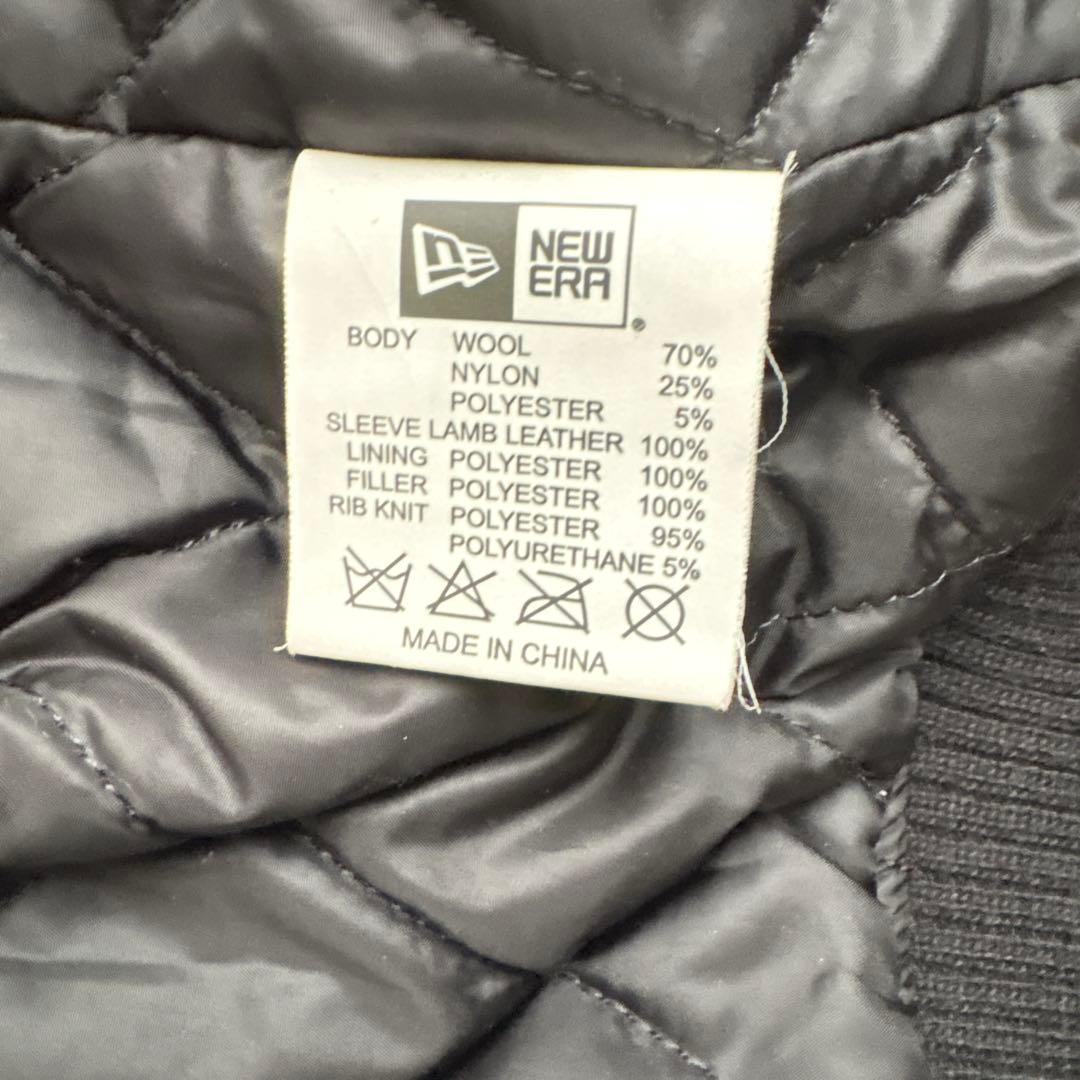 NEW
ERA
®
BODY WOOL 70%
NYLON 25%
POLYESTER 5%
SLEEVE LAMB LEATHER 100%
LINING POLYESTER 100%
FILLER POLYESTER 100%
RIB KNIT POLYESTER 95%
POLYURETHANE 5%
MADE IN CHINA